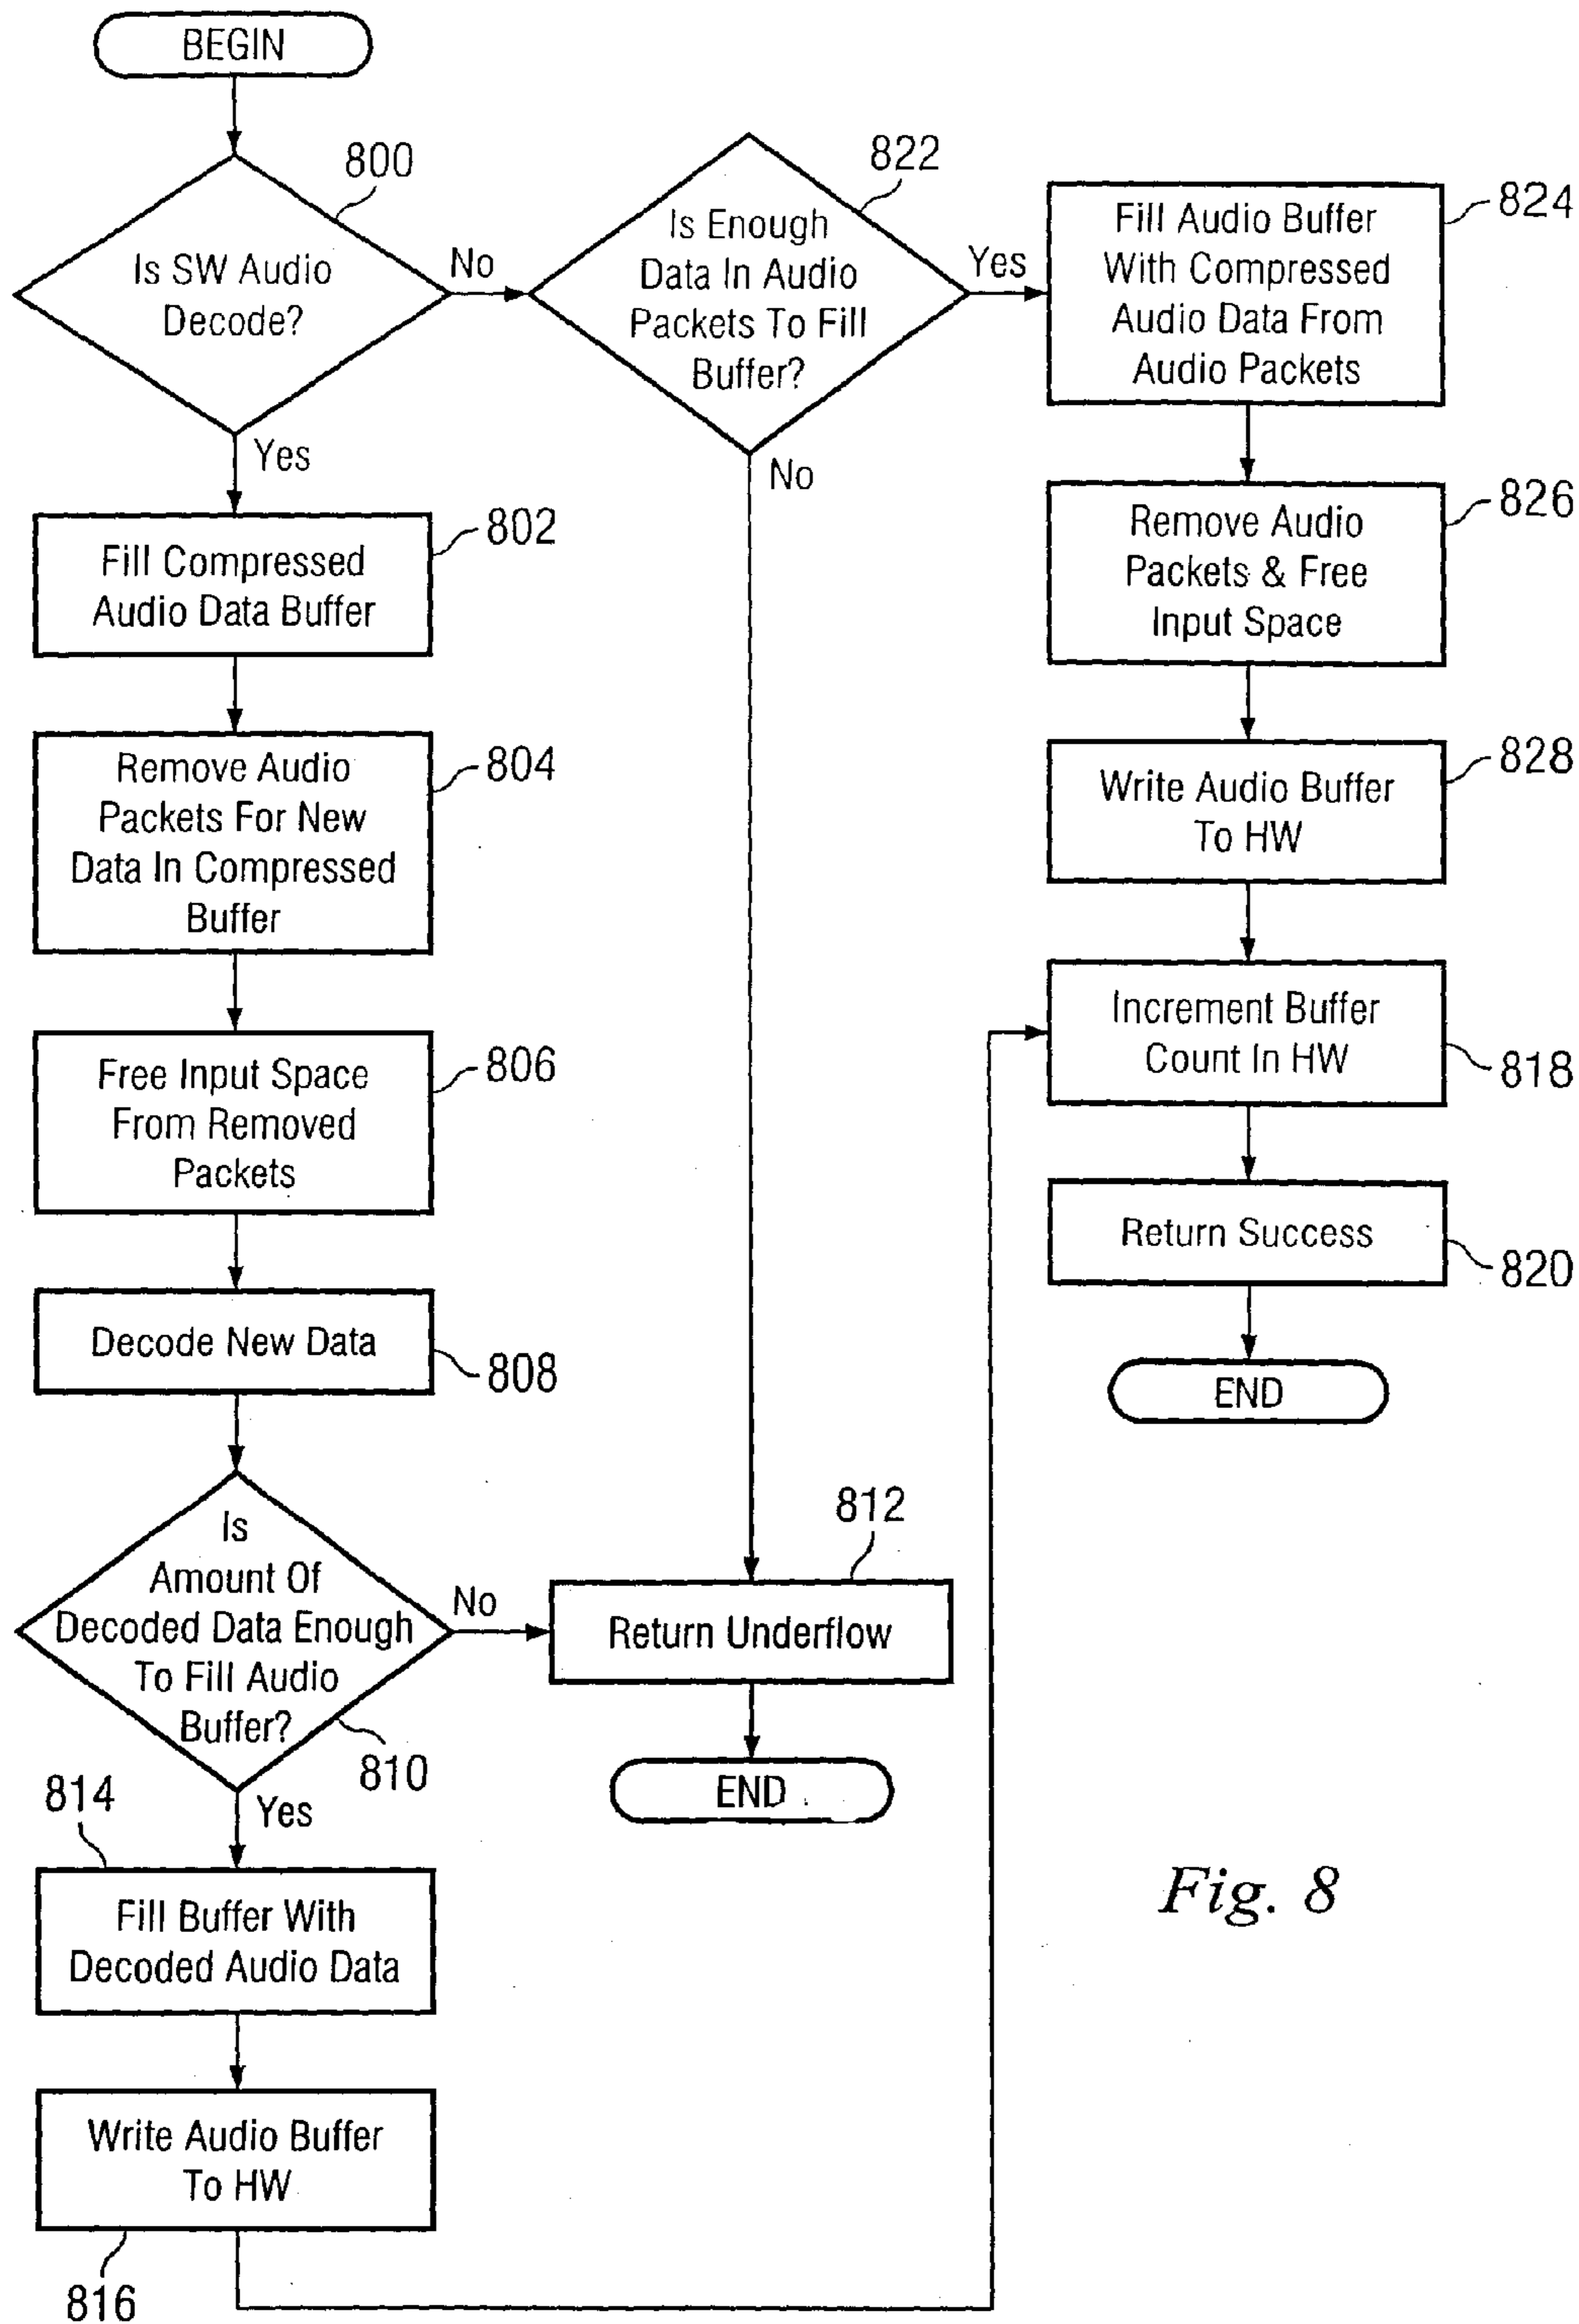 BEGIN
800
Is SW Audio
Decode?
No
Yes
822
Is Enough
Data In Audio
Packets To Fill
Buffer?
Yes
No
824
Fill Audio Buffer
With Compressed
Audio Data From
Audio Packets
826
Remove Audio
Packets & Free
Input Space
828
Write Audio Buffer
To HW
Increment Buffer
Count In HW
818
Return Success
820
END
802
Fill Compressed
Audio Data Buffer
804
Remove Audio
Packets For New
Data In Compressed
Buffer
806
Free Input Space
From Removed
Packets
Decode New Data
808
Is
Amount Of
Decoded Data Enough
To Fill Audio
Buffer?
810
No
Yes
812
Return Underflow
END
814
Fill Buffer With
Decoded Audio Data
Write Audio Buffer
To HW
816
Fig. 8